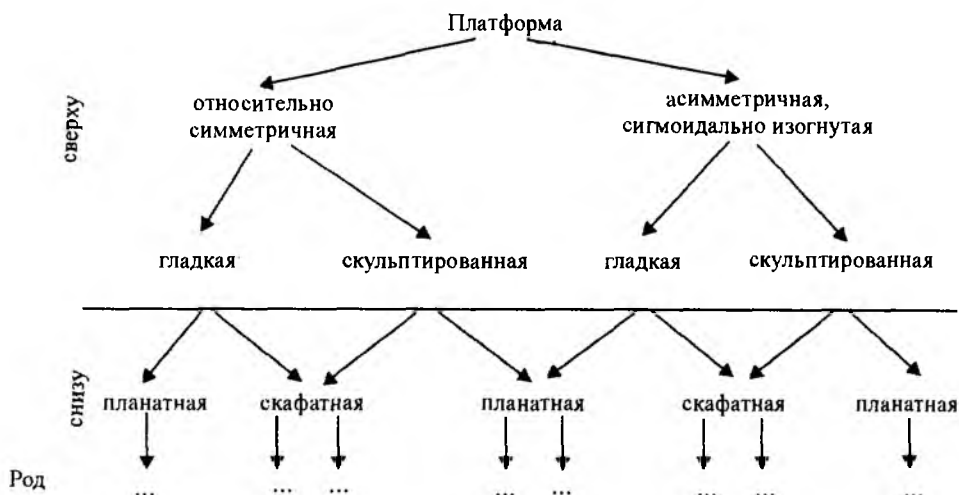 Платформа
относительно
симметричная
асимметричная,
сигмоидально изогнутая
сверху
гладкая
скульптированная
гладкая
скульптированная
снизу
планатная
скафатная
планатная
скафатная
планатная
Род
...
...
...
...
...
...
...
...